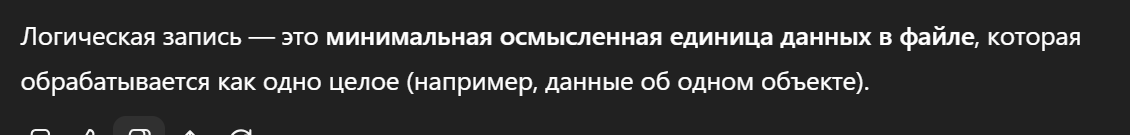 Логическая запись — это минимальная осмысленная единица данных в файле, которая
обрабатывается как одно целое (например, данные об одном объекте).